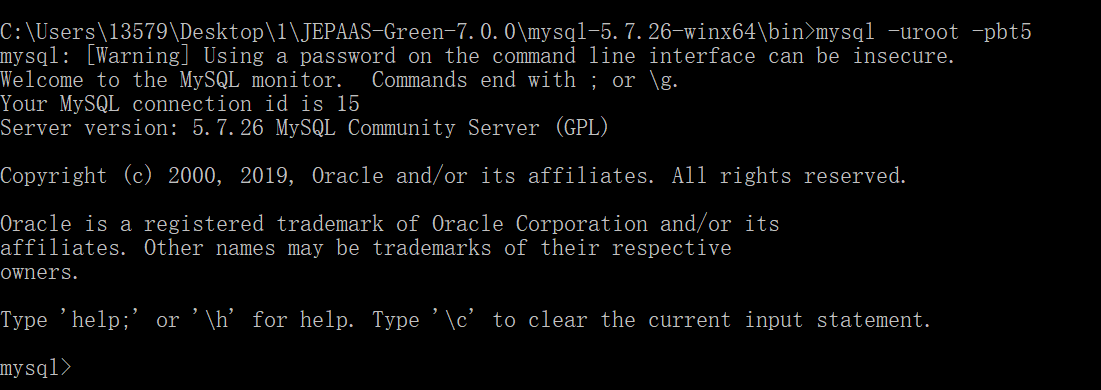 C:\Users\13579\Desktop\1\JEPAAS-Green-7.0.0\mysql-5.7.26-winx64\bin>mysql -uroot -pbt5
mysql: [Warning] Using a password on the command line interface can be insecure.
Welcome to the MySQL monitor.  Commands end with ; or \g.
Your MySQL connection id is 15
Server version: 5.7.26 MySQL Community Server (GPL)
Copyright (c) 2000, 2019, Oracle and/or its affiliates. All rights reserved.
Oracle is a registered trademark of Oracle Corporation and/or its
affiliates. Other names may be trademarks of their respective
owners.
Type 'help;' or '\h' for help. Type '\c' to clear the current input statement.
mysql>